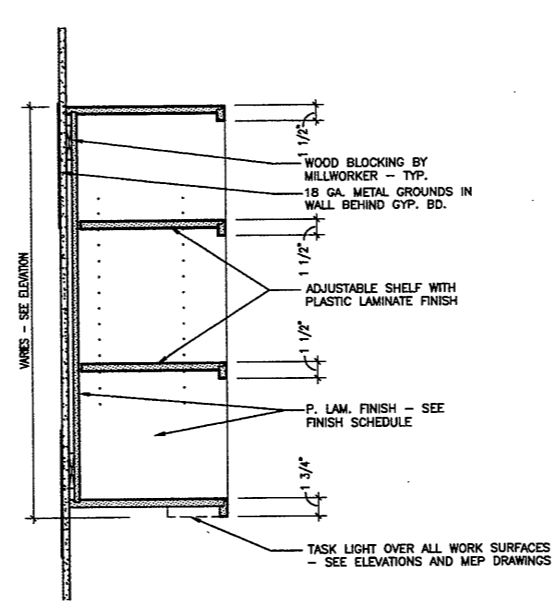 1 1/2"
WOOD BLOCKING BY
MILLWORKER – TYP.
18 GA. METAL GROUNDS IN
WALL BEHIND GYP. BD.
1 1/2"
VARIES – SEE ELEVATION
ADJUSTABLE SHELF WITH
PLASTIC LAMINATE FINISH
1 1/2"
P. LAM. FINISH – SEE
FINISH SCHEDULE
1 3/4"
TASK LIGHT OVER ALL WORK SURFACES
– SEE ELEVATIONS AND MEP DRAWINGS